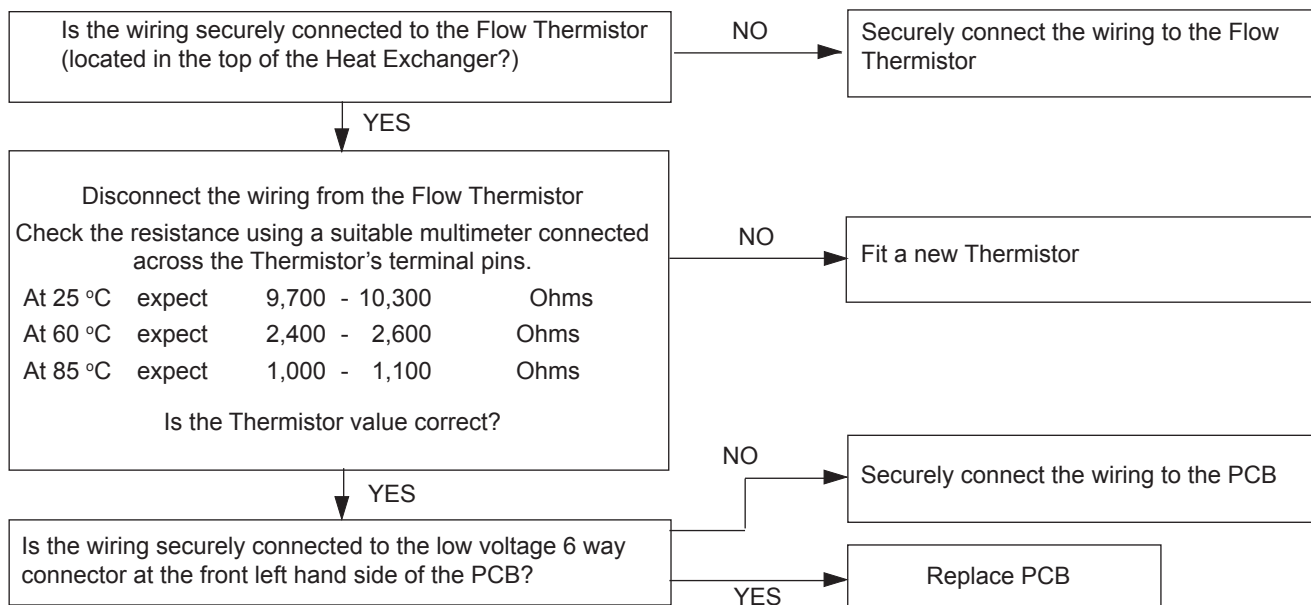 Is the wiring securely connected to the Flow Thermistor
(located in the top of the Heat Exchanger?)
NO
Securely connect the wiring to the Flow
Thermistor
YES
Disconnect the wiring from the Flow Thermistor
Check the resistance using a suitable multimeter connected
across the Thermistor's terminal pins.
At 25 °C expect 9,700 - 10,300 Ohms
At 60 °C expect 2,400 - 2,600 Ohms
At 85 °C expect 1,000 - 1,100 Ohms
Is the Thermistor value correct?
NO
Fit a new Thermistor
YES
Is the wiring securely connected to the low voltage 6 way
connector at the front left hand side of the PCB?
NO
Securely connect the wiring to the PCB
YES
Replace PCB